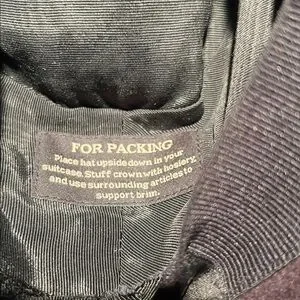 FOR PACKING
Place hat upside down in your
suitcase. Stuff crown with hosiery,
and use surrounding articles to
support brim.